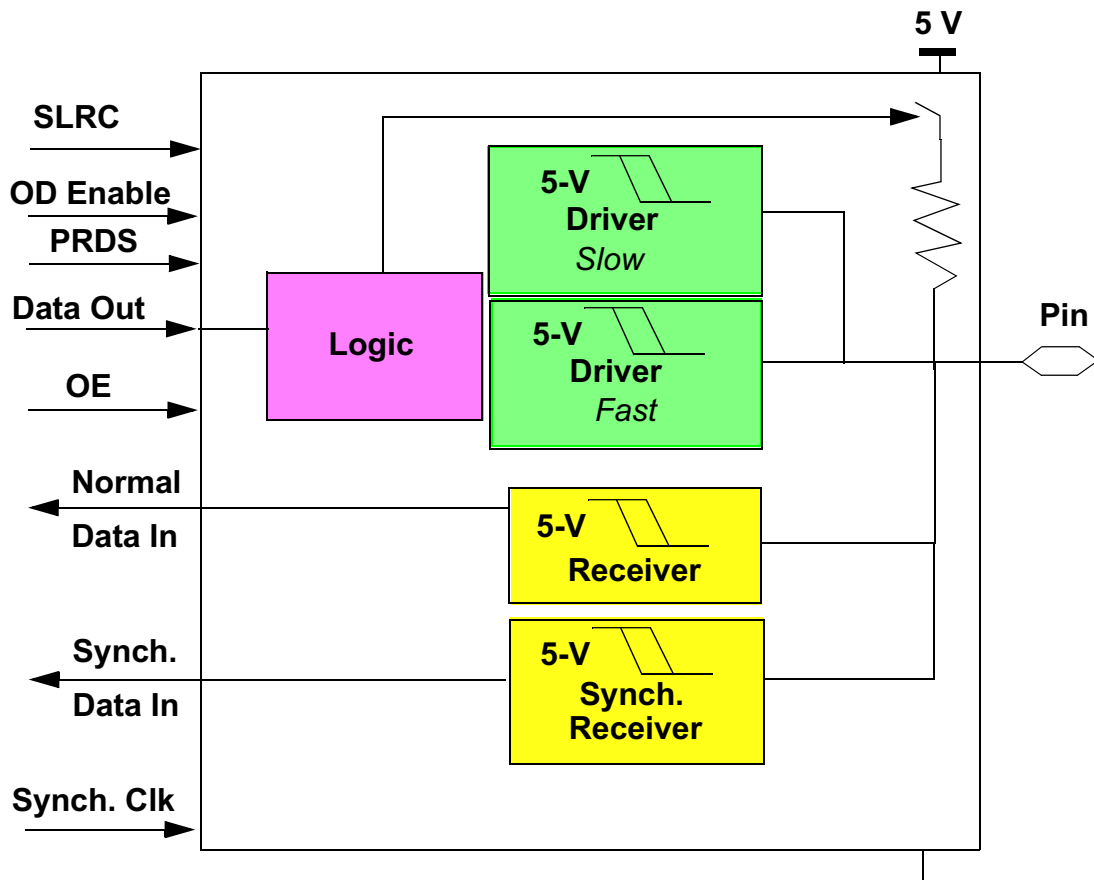 5 V
SLRC
OD Enable
PRDS
Data Out
OE
Normal
Data In
Synch.
Data In
Synch. Clk
Logic
5-V
Driver
Slow
5-V
Driver
Fast
5-V
Receiver
5-V
Synch.
Receiver
Pin